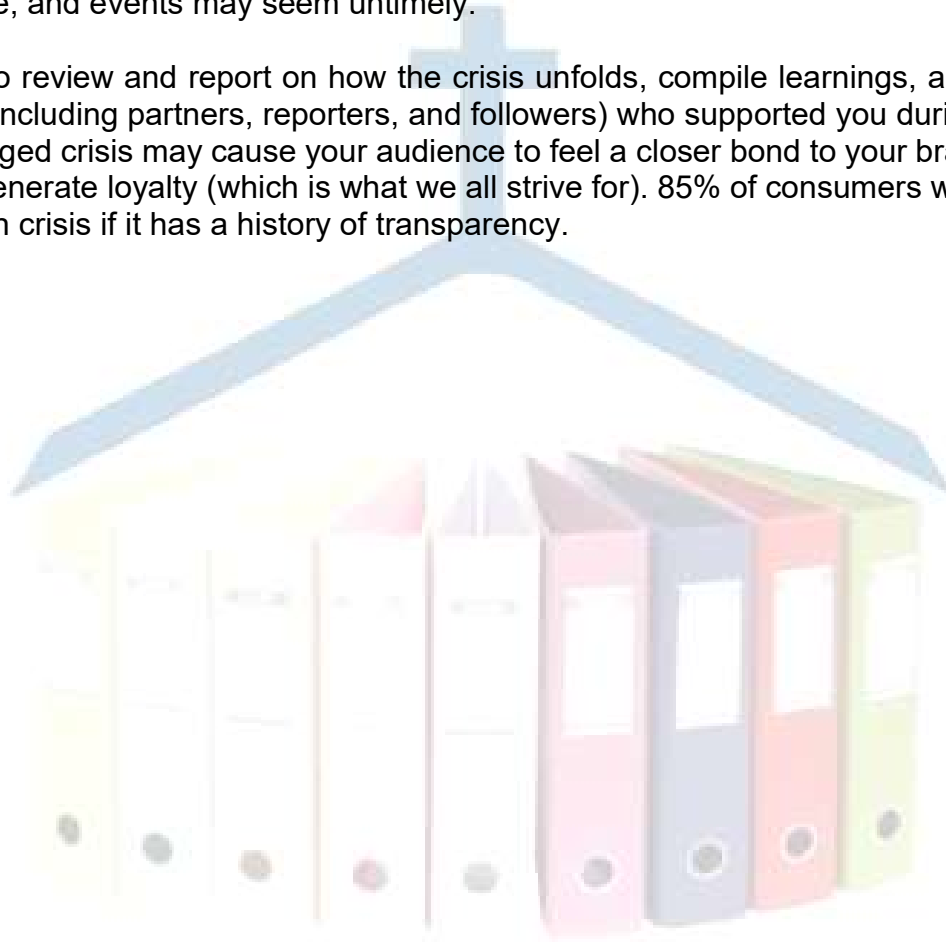 e, and events may seem untimely.
o review and report on how the crisis unfolds, compile learnings, a
ncluding partners, reporters, and followers) who supported you duri
ged crisis may cause your audience to feel a closer bond to your bra
enerate loyalty (which is what we all strive for). 85% of consumers w
n crisis if it has a history of transparency.